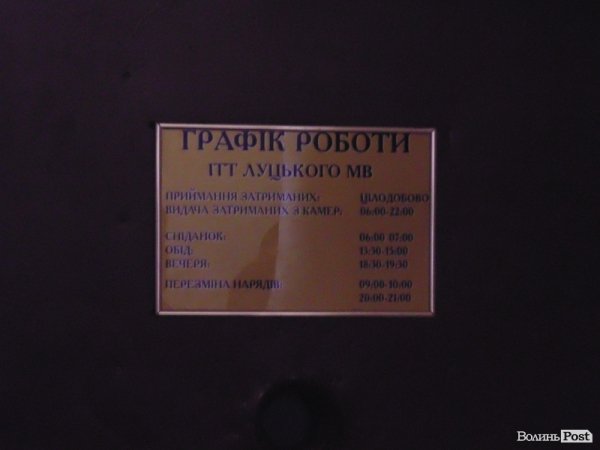 ГРАФІК РОБОТИ
ІТТ ЛУЦЬКОГО МВ
ПРИЙМАННЯ ЗАТРИМАНИХ: ЦІЛОДОБОВО
ВИДАЧА ЗАТРИМАНИХ З КАМЕР: 06:00-22:00
СНІДАНОК: 06:00 07:00
ОБІД: 13:30-15:00
ВЕЧЕРЯ: 18:30-19:30
ПЕРЕЗМІНА НАРЯДІВ: 09:00-10:00
20:00-21:00
Волинь Post